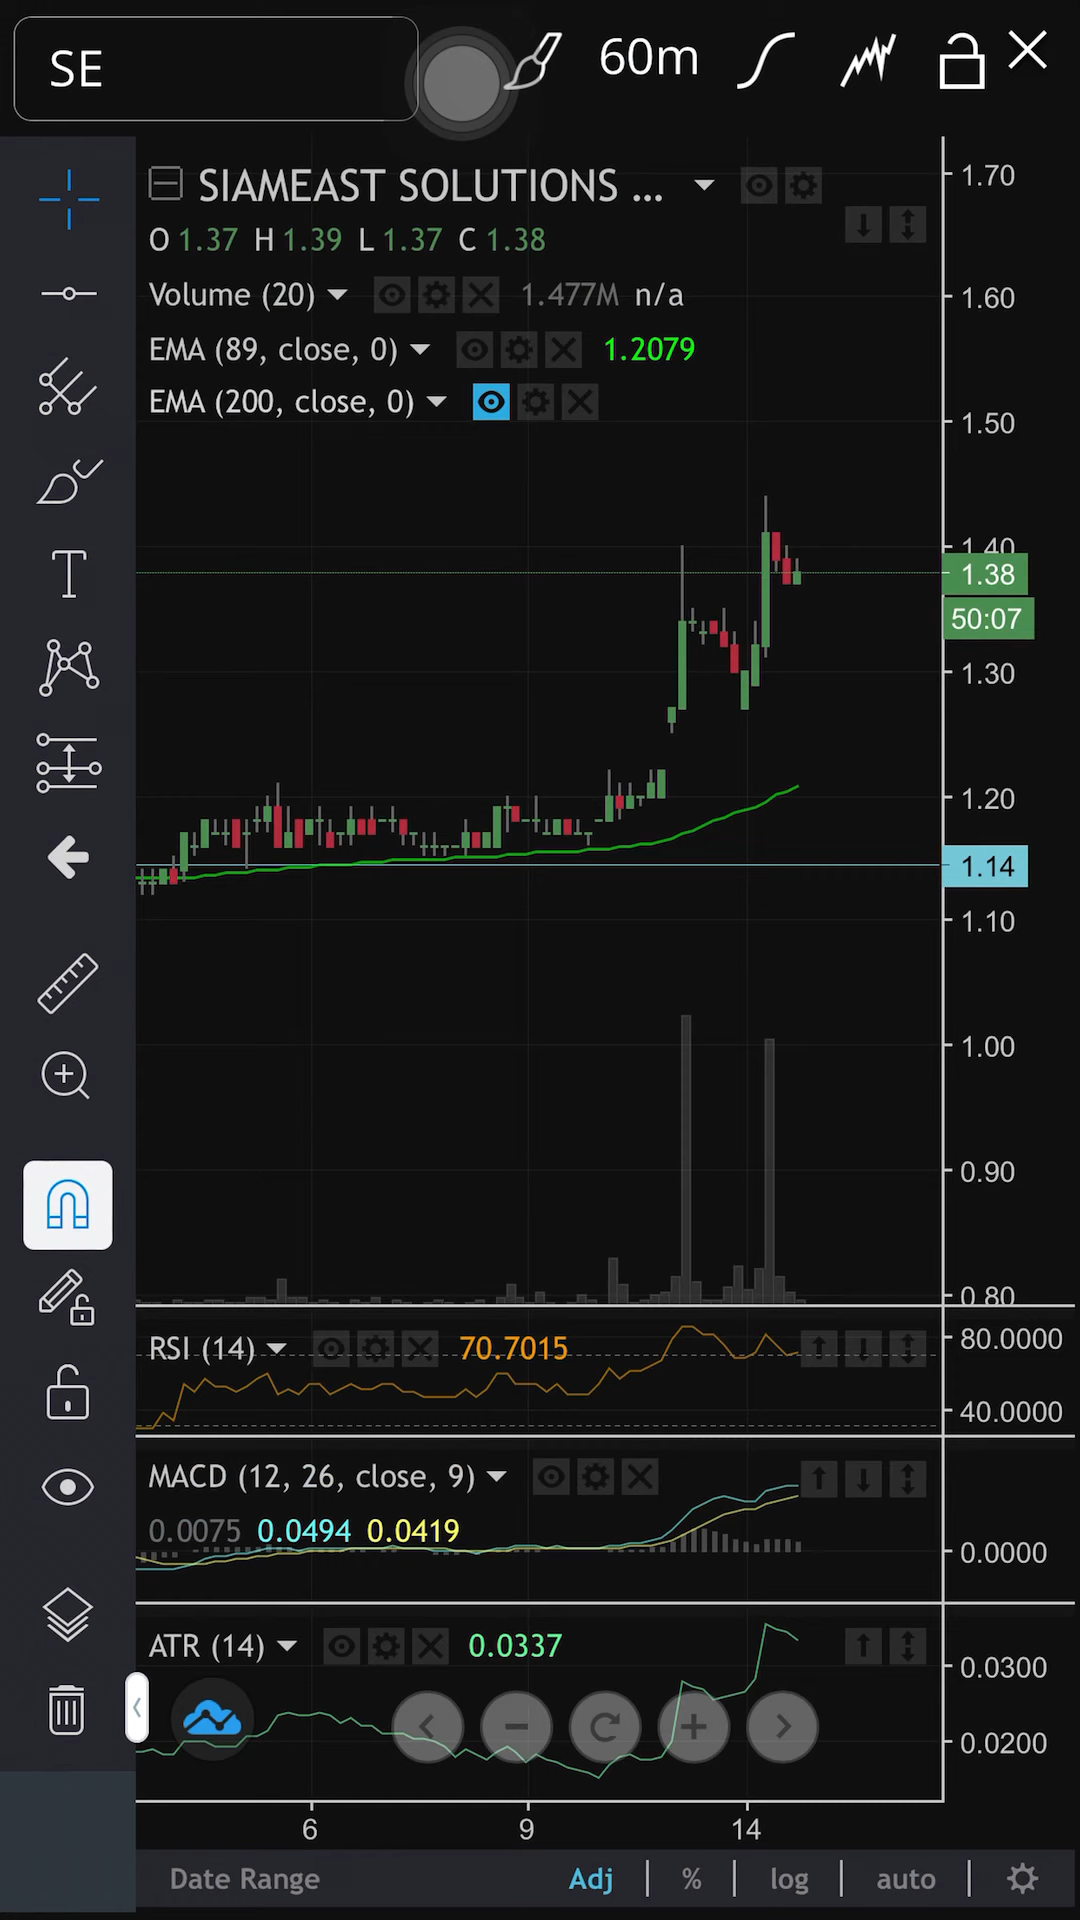 SE 60m
SIAMEAST SOLUTIONS ...
O 1.37 H 1.39 L 1.37 C 1.38
Volume (20) 1.477M n/a
EMA (89, close, 0) 1.2079
EMA (200, close, 0)
1.70
1.60
1.50
1.40
1.38
50:07
1.30
1.20
1.14
1.10
1.00
0.90
0.80
RSI (14) 70.7015
80.0000
40.0000
MACD (12, 26, close, 9)
0.0075 0.0494 0.0419
0.0000
ATR (14) 0.0337
0.0300
0.0200
6 9 14
Date Range Adj % log auto